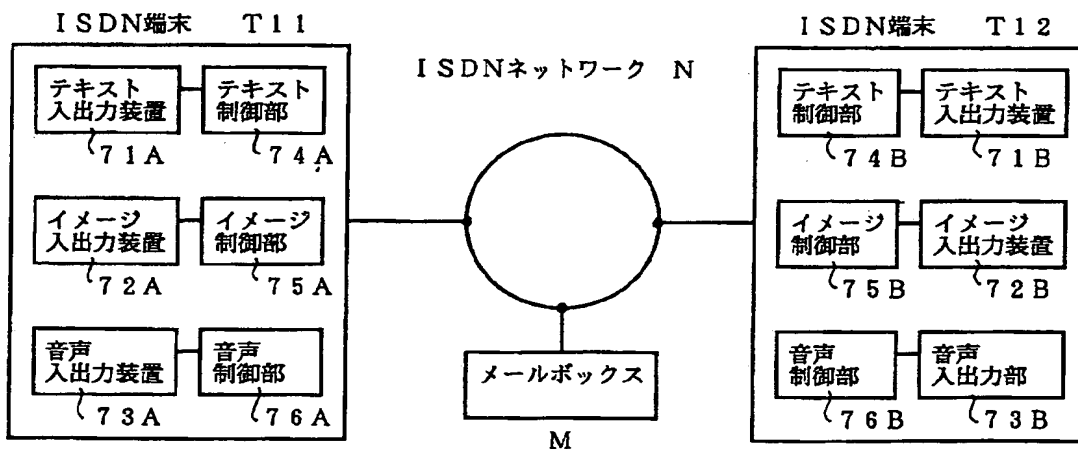 ISDN端末 T11
テキスト
入出力装置
71A
テキスト
制御部
74A
イメージ
入出力装置
72A
イメージ
制御部
75A
音声
入出力装置
73A
音声
制御部
76A
ISDNネットワーク N
メールボックス
M
ISDN端末 T12
テキスト
制御部
74B
テキスト
入出力装置
71B
イメージ
制御部
75B
イメージ
入出力装置
72B
音声
制御部
76B
音声
入出力部
73B